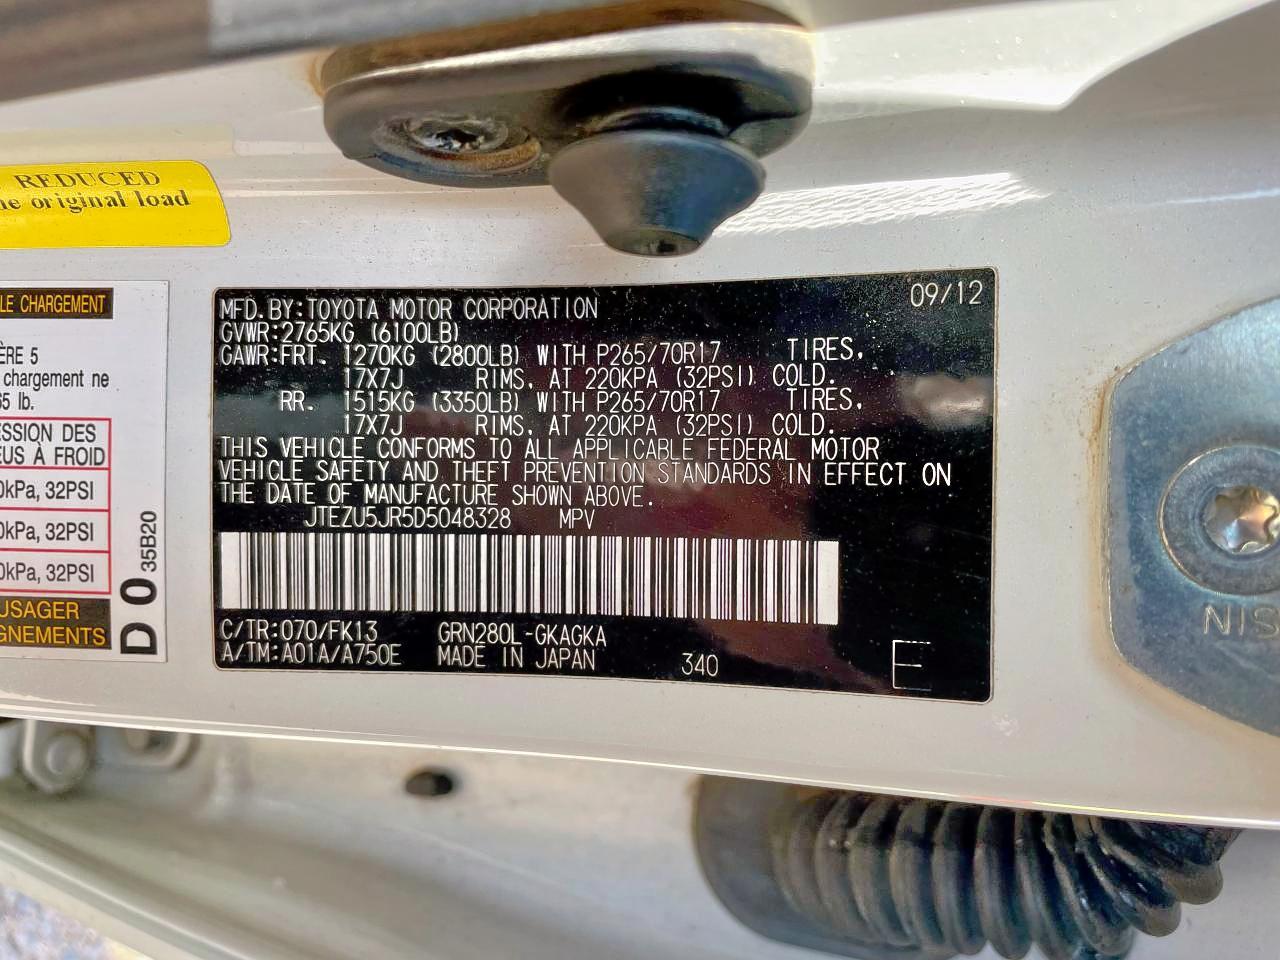 REDUCED
original load
LE CHARGEMENT
ÈRE 5
chargement ne
65 lb.
ESSION DES
EUS À FROID
0kPa, 32PSI
0kPa, 32PSI
0kPa, 32PSI
USAGER
GNEMENTS
D 0 35B20
09/12
MFD.BY:TOYOTA MOTOR CORPORATION
GVWR:2765KG (6100LB)
GAWR:FRT. 1270KG (2800LB) WITH P265/70R17 TIRES,
17X7J RIMS, AT 220KPA (32PSI) COLD.
RR. 1515KG (3350LB) WITH P265/70R17 TIRES,
17X7J RIMS, AT 220KPA (32PSI) COLD.
THIS VEHICLE CONFORMS TO ALL APPLICABLE FEDERAL MOTOR
VEHICLE SAFETY AND THEFT PREVENTION STANDARDS IN EFFECT ON
THE DATE OF MANUFACTURE SHOWN ABOVE.
JTEZU5JR5D5048328 MPV
C/TR:070/FK13 GRN280L-GKAGKA
A/TM:A01A/A750E MADE IN JAPAN 340
E
NIS